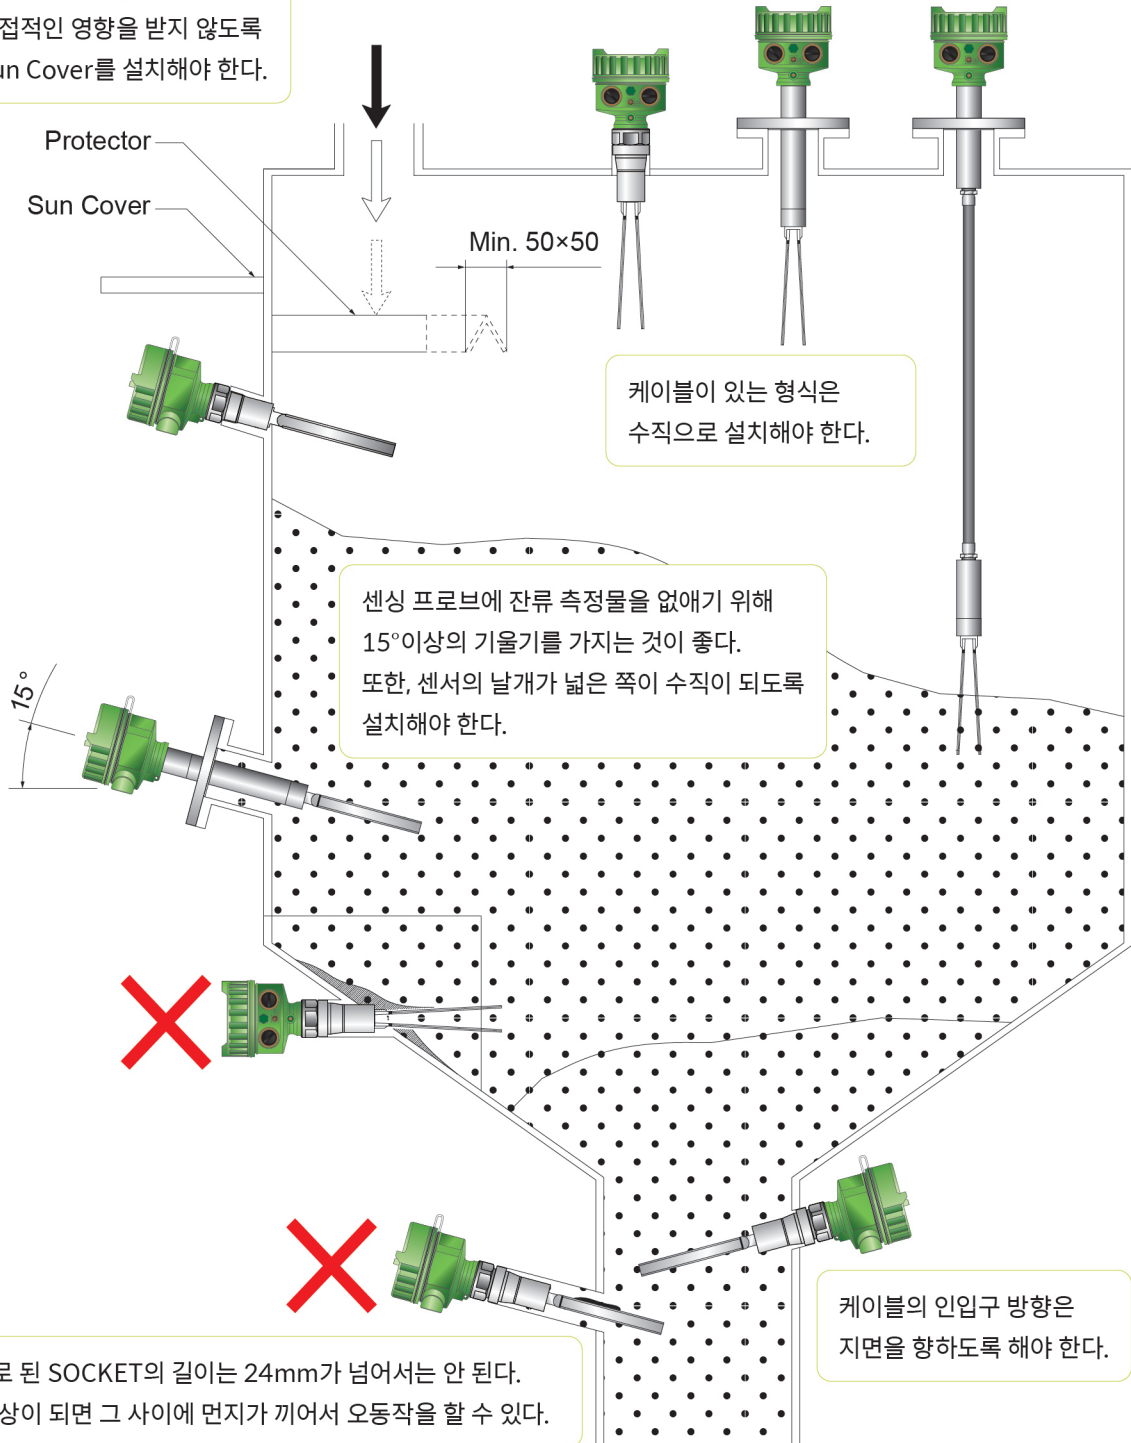 접적인 영향을 받지 않도록
un Cover를 설치해야 한다.
Protector
Sun Cover
Min. 50×50
케이블이 있는 형식은
수직으로 설치해야 한다.
센싱 프로브에 잔류 측정물을 없애기 위해
15°이상의 기울기를 가지는 것이 좋다.
또한, 센서의 날개가 넓은 쪽이 수직이 되도록
설치해야 한다.
15°
케이블의 인입구 방향은
지면을 향하도록 해야 한다.
로 된 SOCKET의 길이는 24mm가 넘어서는 안 된다.
상이 되면 그 사이에 먼지가 끼어서 오동작을 할 수 있다.